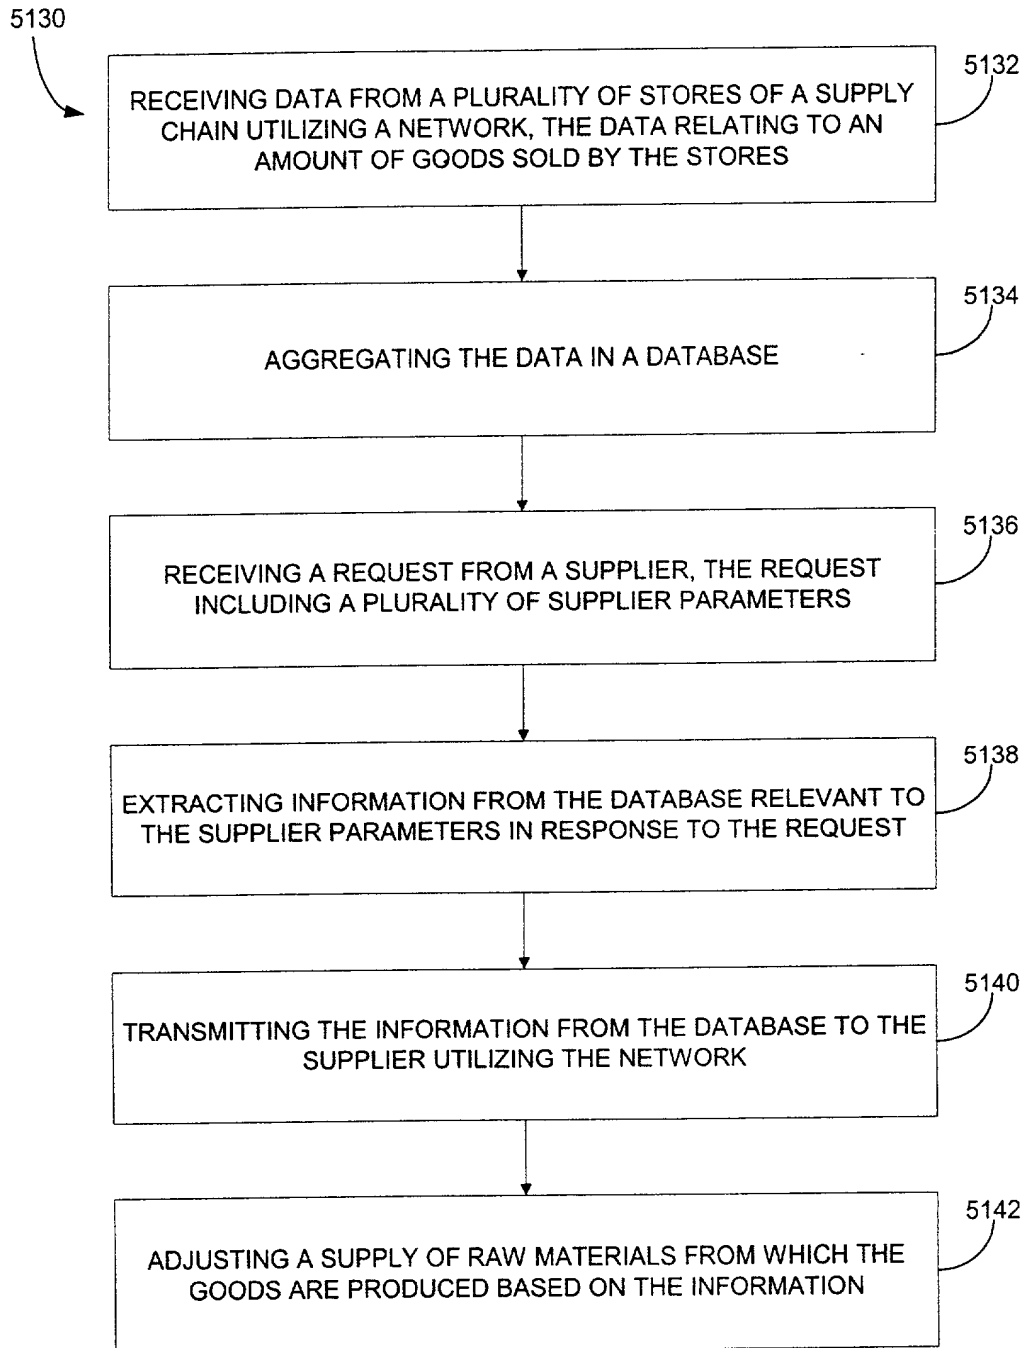 5130
5132
RECEIVING DATA FROM A PLURALITY OF STORES OF A SUPPLY
CHAIN UTILIZING A NETWORK, THE DATA RELATING TO AN
AMOUNT OF GOODS SOLD BY THE STORES
5134
AGGREGATING THE DATA IN A DATABASE
5136
RECEIVING A REQUEST FROM A SUPPLIER, THE REQUEST
INCLUDING A PLURALITY OF SUPPLIER PARAMETERS
5138
EXTRACTING INFORMATION FROM THE DATABASE RELEVANT TO
THE SUPPLIER PARAMETERS IN RESPONSE TO THE REQUEST
5140
TRANSMITTING THE INFORMATION FROM THE DATABASE TO THE
SUPPLIER UTILIZING THE NETWORK
5142
ADJUSTING A SUPPLY OF RAW MATERIALS FROM WHICH THE
GOODS ARE PRODUCED BASED ON THE INFORMATION